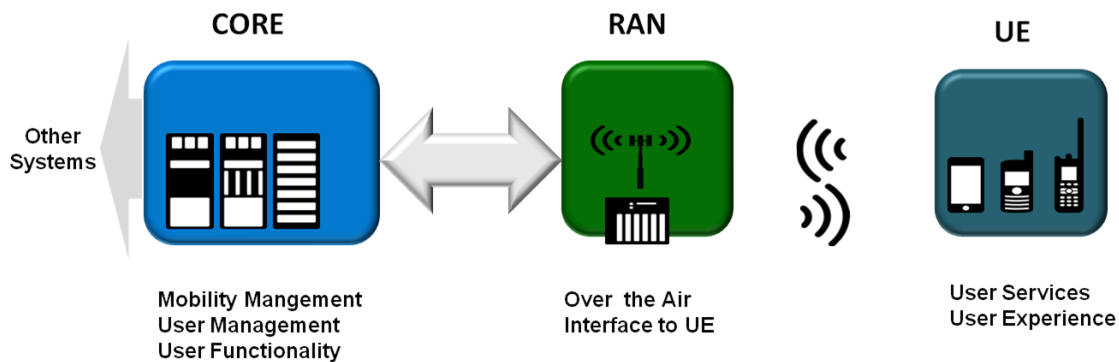 CORE
RAN
UE
Other
Systems
Mobility Mangement
User Management
User Functionality
Over the Air
Interface to UE
User Services
User Experience